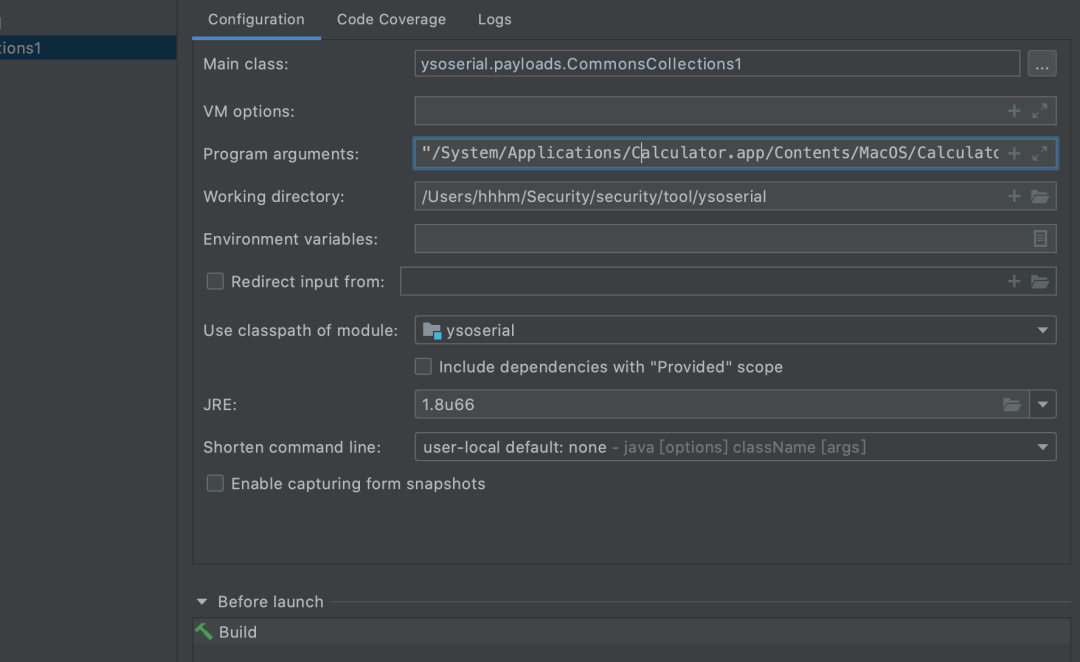 tions1
Configuration Code Coverage Logs
Main class: ysoserial.payloads.CommonsCollections1 ...
VM options:
Program arguments: "/System/Applications/Calculator.app/Contents/MacOS/Calculato
Working directory: /Users/hhhm/Security/security/tool/ysoserial
Environment variables:
Redirect input from:
Use classpath of module: ysoserial
Include dependencies with "Provided" scope
JRE: 1.8u66
Shorten command line: user-local default: none - java [options] className [args]
Enable capturing form snapshots
Before launch
Build